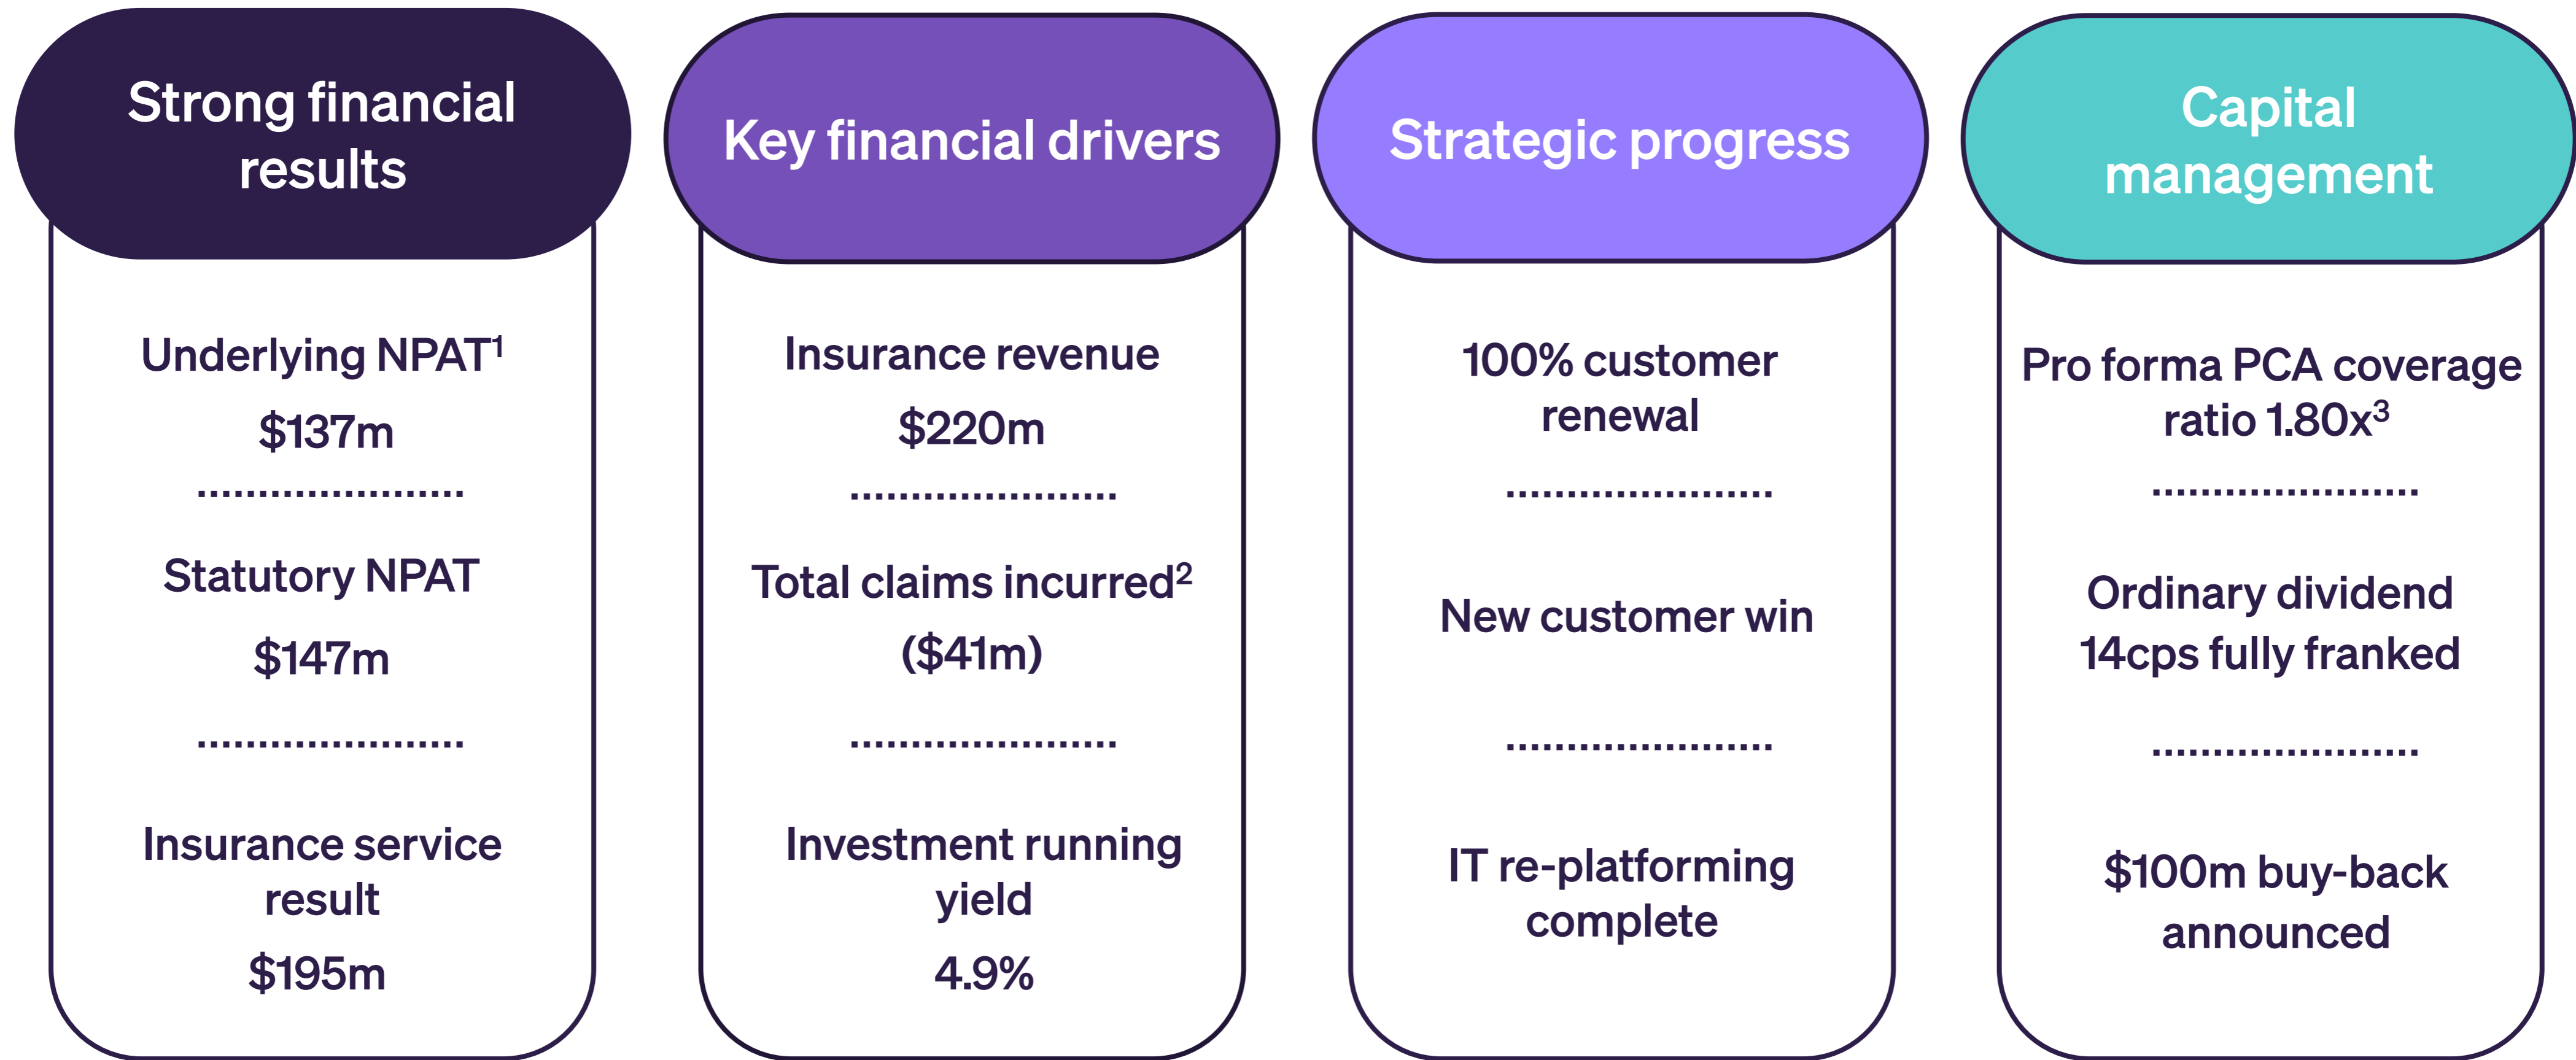 Strong financial
results
Underlying NPAT¹
$137m
Statutory NPAT
$147m
Insurance service
result
$195m
Key financial drivers
Insurance revenue
$220m
Total claims incurred²
($41m)
Investment running
yield
4.9%
Strategic progress
100% customer
renewal
New customer win
IT re-platforming
complete
Capital
management
Pro forma PCA coverage
ratio 1.80x³
Ordinary dividend
14cps fully franked
$100m buy-back
announced